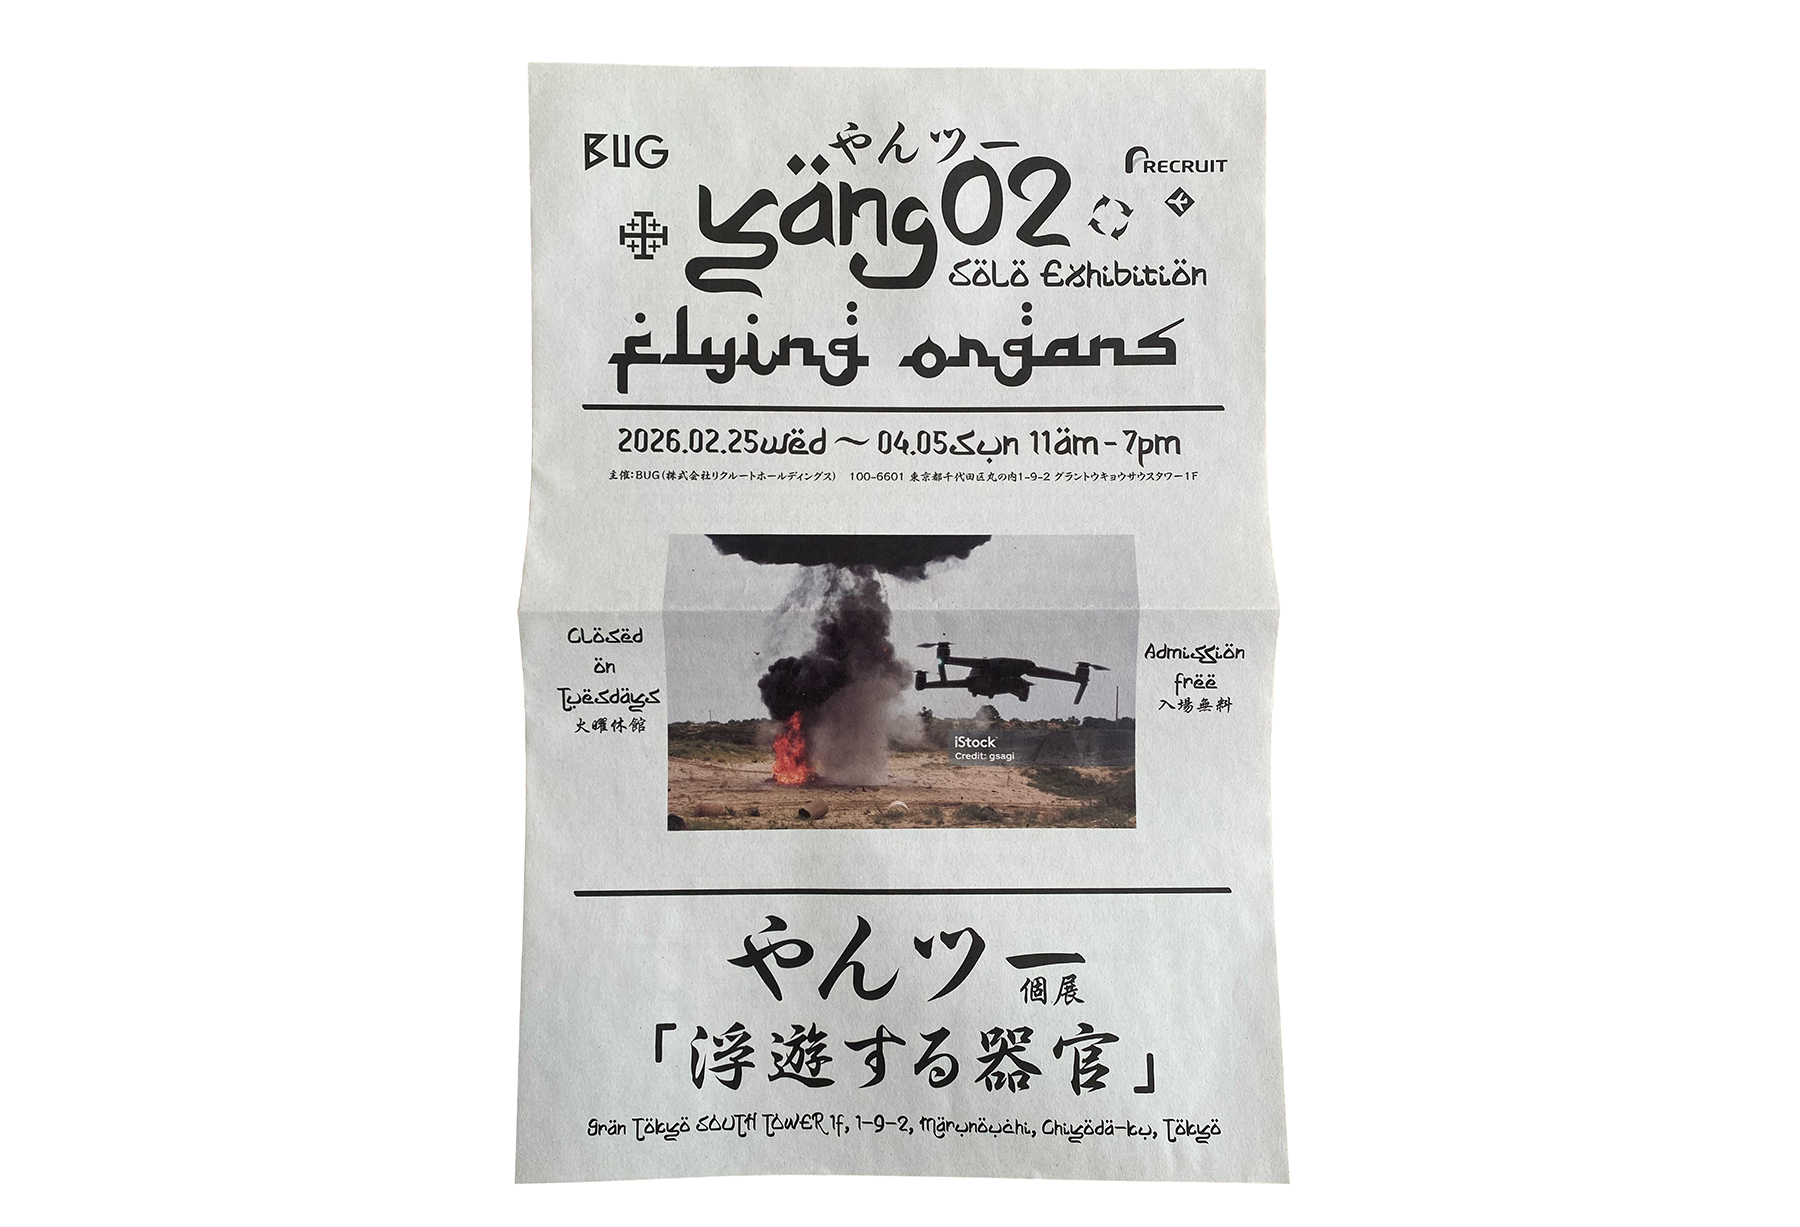 BUG
やんツー
RECRUIT
yäng02
Sölö Exhibitiön
flying organs
2026.02.25wëd〜04.05Sun 11äm-7pm
主催:BUG(株式会社リクルートホールディングス) 100-6601 東京都千代田区丸の内1-9-2 グラントウキョウサウスタワー1F
Clösëd
ön
Tuësdäys
火曜休館
Admissiön
frëë
入場無料
iStock
Credit: gsagi
やんツー
個展
「浮遊する器官」
grän Tökyö SOUTH TOWER 1f, 1-9-2, Märunöuchi, Chiyödä-ku, Tökyö